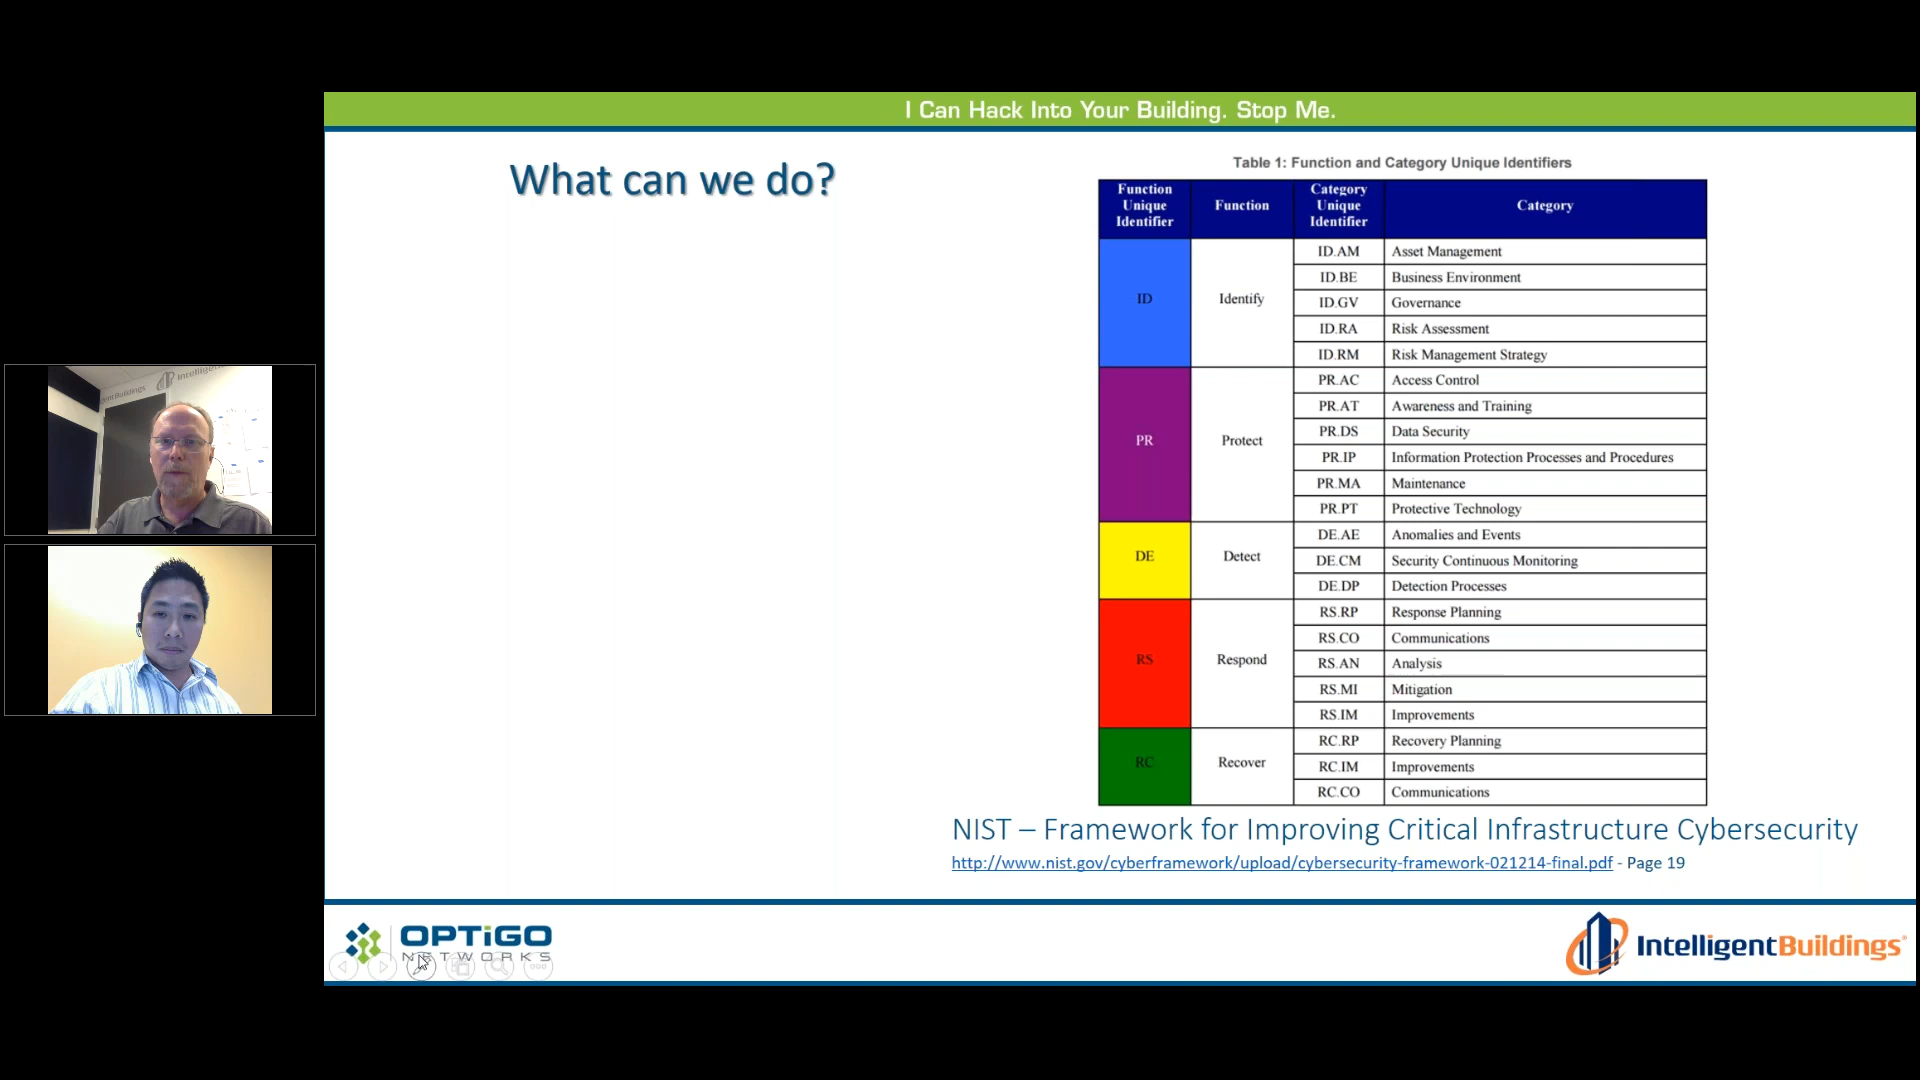 I Can Hack Into Your Building. Stop Me.
What can we do?
Table 1: Function and Category Unique Identifiers
Function Unique Identifier Function Category Unique Identifier Category
ID Identify ID.AM Asset Management
ID.BE Business Environment
ID.GV Governance
ID.RA Risk Assessment
ID.RM Risk Management Strategy
PR Protect PR.AC Access Control
PR.AT Awareness and Training
PR.DS Data Security
PR.IP Information Protection Processes and Procedures
PR.MA Maintenance
PR.PT Protective Technology
DE Detect DE.AE Anomalies and Events
DE.CM Security Continuous Monitoring
DE.DP Detection Processes
RS Respond RS.RP Response Planning
RS.CO Communications
RS.AN Analysis
RS.MI Mitigation
RS.IM Improvements
RC Recover RC.RP Recovery Planning
RC.IM Improvements
RC.CO Communications
NIST – Framework for Improving Critical Infrastructure Cybersecurity
http://www.nist.gov/cyberframework/upload/cybersecurity-framework-021214-final.pdf - Page 19
OPTiGO
NETWORKS
IntelligentBuildings®